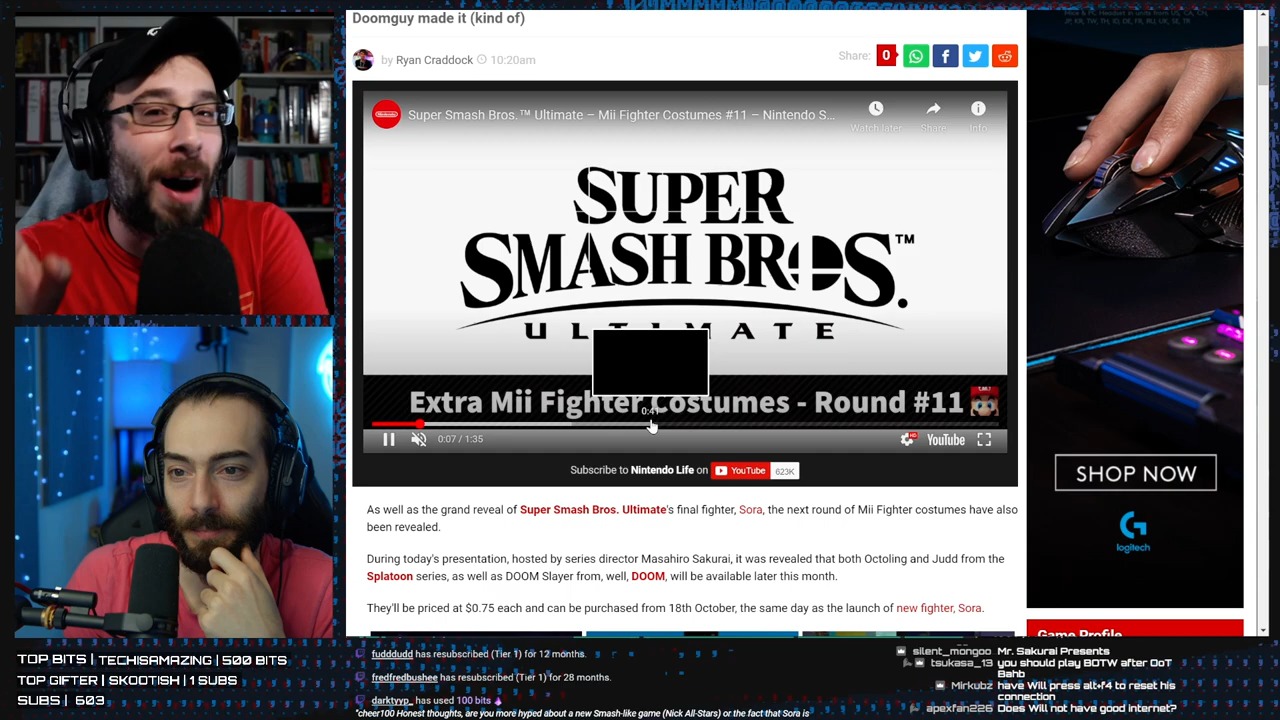 Doomguy made it (kind of)
by Ryan Craddock 10:20am
Share: 0
Super Smash Bros.™ Ultimate – Mii Fighter Costumes #11 – Nintendo S...
Watch later Share Info
SUPER
SMASH BROS.™
ULTIMATE
Extra Mii Fighter Costumes - Round #11
0:41
0:07 / 1:35
HD
YouTube
Subscribe to Nintendo Life on YouTube 623K
As well as the grand reveal of Super Smash Bros. Ultimate's final fighter, Sora, the next round of Mii Fighter costumes have also
been revealed.
During today's presentation, hosted by series director Masahiro Sakurai, it was revealed that both Octoling and Judd from the
Splatoon series, as well as DOOM Slayer from, well, DOOM, will be available later this month.
They'll be priced at $0.75 each and can be purchased from 18th October, the same day as the launch of new fighter, Sora.
SHOP NOW
logitech
Game Profile
TOP BITS | TECHISAMAZING | 500 BITS
TOP GIFTER | SKOOTISH | 1 SUBS
SUBS | 603
fudddudd has resubscribed (Tier 1) for 12 months.
fredfredbushee has resubscribed (Tier 1) for 28 months.
darktyyp_ has used 100 bits
"cheer100 Honest thoughts, are you more hyped about a new Smash-like game (Nick All-Stars) or the fact that Sora is
silent_mongoo Mr. Sakurai Presents
tsukasa_13 you should play BOTW after OoT
Bahb
Mirkubz have Will press alt+f4 to reset his
connection
apexfan226 Does Will not have good internet?